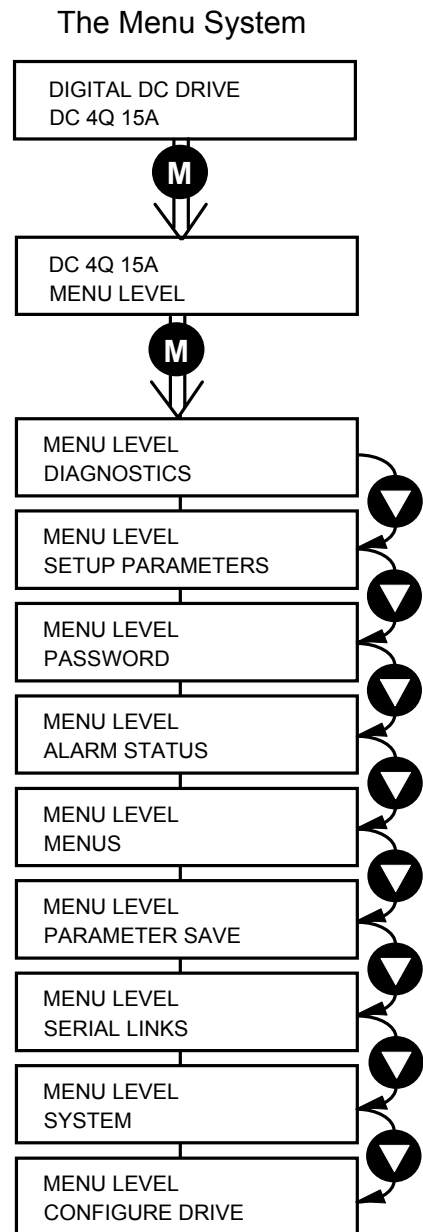 The Menu System
DIGITAL DC DRIVE
DC 4Q 15A
M
DC 4Q 15A
MENU LEVEL
M
MENU LEVEL
DIAGNOSTICS
MENU LEVEL
SETUP PARAMETERS
MENU LEVEL
PASSWORD
MENU LEVEL
ALARM STATUS
MENU LEVEL
MENUS
MENU LEVEL
PARAMETER SAVE
MENU LEVEL
SERIAL LINKS
MENU LEVEL
SYSTEM
MENU LEVEL
CONFIGURE DRIVE